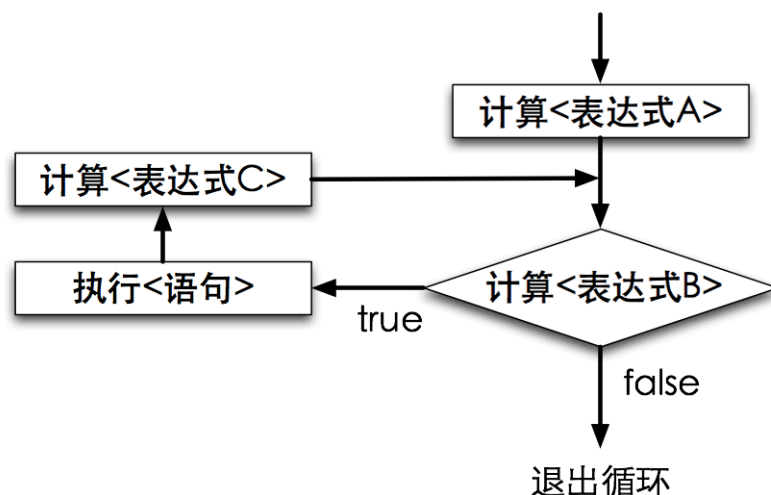 计算<表达式A>
计算<表达式C>
执行<语句>
计算<表达式B>
true
false
退出循环